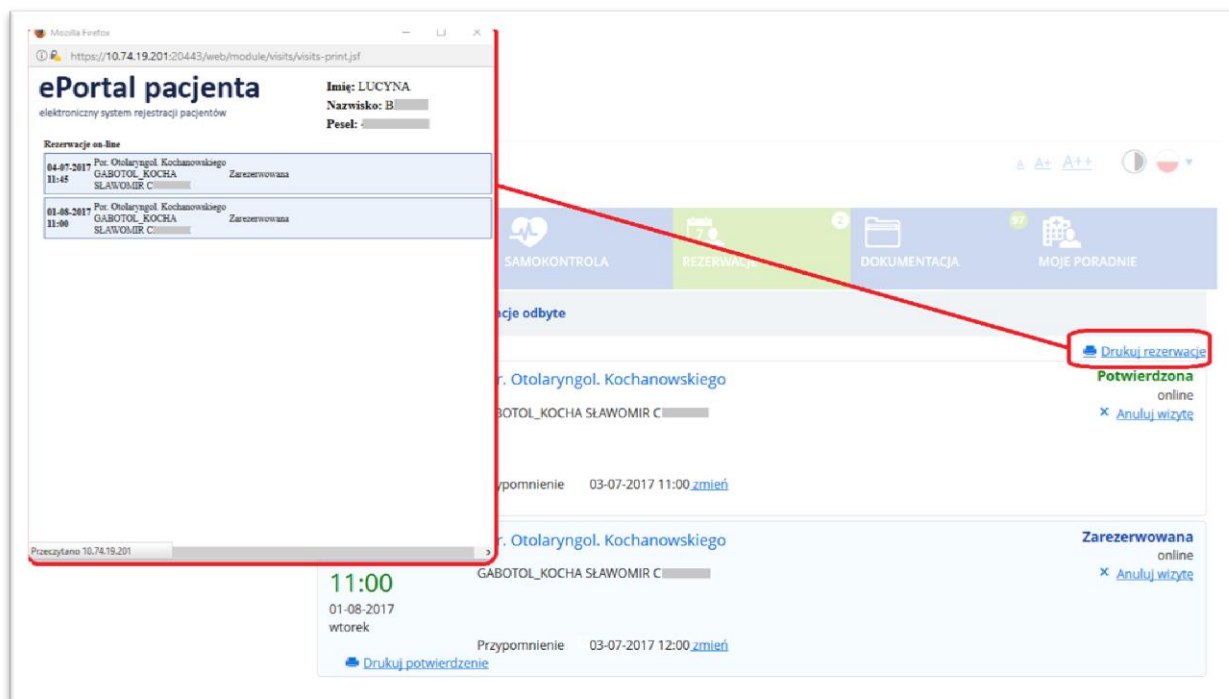 Mozilla Firefox
https://10.74.19.201:20443/web/module/visits/visits-print.jsf
ePortal pacjenta
elektroniczny system rejestracji pacjentów
Imię: LUCYNA
Nazwisko: B
Pesel:
Rezerwacje on-line
04-07-2017 Por. Otolaryngol. Kochanowskiego
11:45 GABOTOL_KOCHA Zarezerwowana
SŁAWOMIR C
01-08-2017 Por. Otolaryngol. Kochanowskiego
11:00 GABOTOL_KOCHA Zarezerwowana
SŁAWOMIR C
Przeczytano 10.74.19.201
A A+ A++
SAMOKONTROLA
REZERWACJE
2
DOKUMENTACJA
97
MOJE PORADNIE
7
cje odbyte
Drukuj rezerwacje
r. Otolaryngol. Kochanowskiego
Potwierdzona
online
BOTOL_KOCHA SŁAWOMIR C
Anuluj wizytę
ypomnienie 03-07-2017 11:00 zmień
r. Otolaryngol. Kochanowskiego
Zarezerwowana
online
11:00
GABOTOL_KOCHA SŁAWOMIR C
Anuluj wizytę
01-08-2017
wtorek
Przypomnienie 03-07-2017 12:00 zmień
Drukuj potwierdzenie